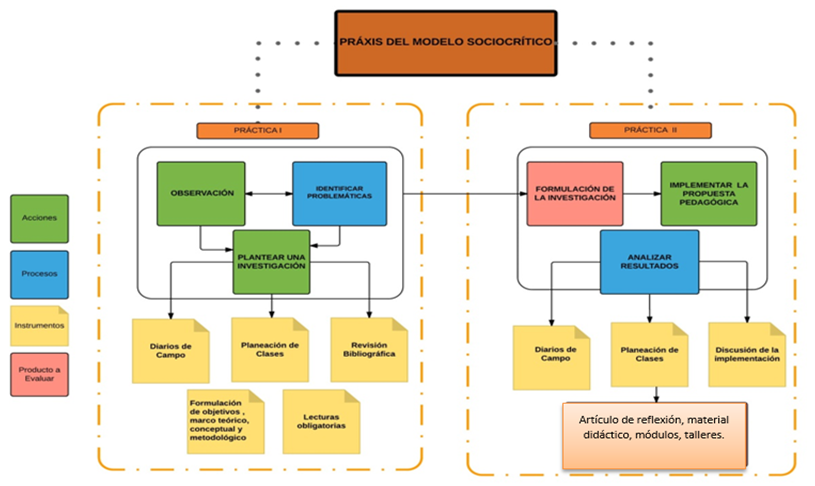 PRÁXIS DEL MODELO SOCIOCRÍTICO
PRÁCTICA I
OBSERVACIÓN
IDENTIFICAR
PROBLEMÁTICAS
PLANTEAR UNA
INVESTIGACIÓN
Diarios de
Campo
Planeación de
Clases
Revisión
Bibliográfica
Formulación
de objetivos ,
marco teórico,
conceptual y
metodológico
Lecturas
obligatorias
PRÁCTICA II
FORMULACIÓN DE
LA INVESTIGACIÓN
IMPLEMENTAR LA
PROPUESTA
PEDAGÓGICA
ANALIZAR
RESULTADOS
Diarios de
Campo
Planeación de
Clases
Discusión de la
implementación
Artículo de reflexión, material
didáctico, módulos, talleres.
Acciones
Procesos
Instrumentos
Producto a
Evaluar